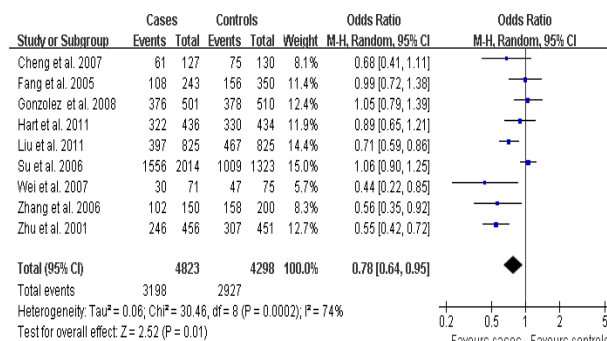 Cases Controls Odds Ratio Odds Ratio
Study or Subgroup Events Total Events Total Weight M-H, Random, 95% CI M-H, Random, 95% CI
Cheng et al. 2007 61 127 75 130 8.1% 0.68 [0.41, 1.11]
Fang et al. 2005 108 243 156 350 11.8% 0.99 [0.72, 1.38]
Gonzolez et al. 2008 376 501 378 510 12.9% 1.05 [0.79, 1.39]
Hart et al. 2011 322 436 330 434 12.4% 0.89 [0.65, 1.21]
Liu et al. 2011 397 825 467 825 14.8% 0.71 [0.59, 0.86]
Su et al. 2006 1556 2014 1009 1323 15.0% 1.06 [0.90, 1.25]
Wei et al. 2007 30 71 47 75 5.7% 0.44 [0.22, 0.85]
Zhang et al. 2006 102 150 158 200 8.3% 0.56 [0.35, 0.92]
Zhu et al. 2001 246 456 307 451 12.7% 0.55 [0.42, 0.72]
Total (95% CI) 4823 4298 100.0% 0.78 [0.64, 0.95]
Total events 3198 2927
Heterogeneity: Tau² = 0.06; Chi² = 30.46, df = 8 (P = 0.0002); I² = 74%
Test for overall effect: Z = 2.52 (P = 0.01)
0.2 0.5 1 2 5
Favours cases Favours controls